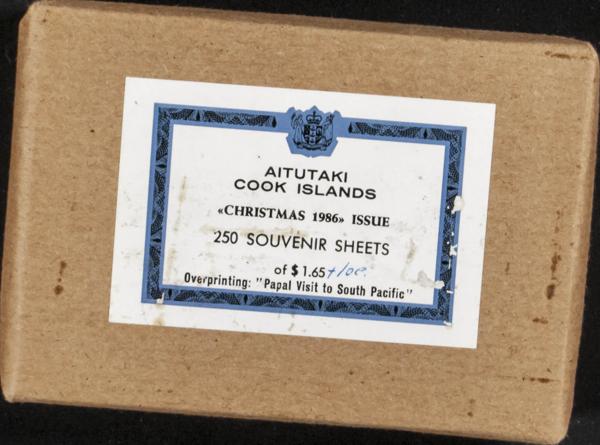 AITUTAKI
COOK ISLANDS
«CHRISTMAS 1986» ISSUE
250 SOUVENIR SHEETS
of $1.65 +10c
Overprinting: "Papal Visit to South Pacific"